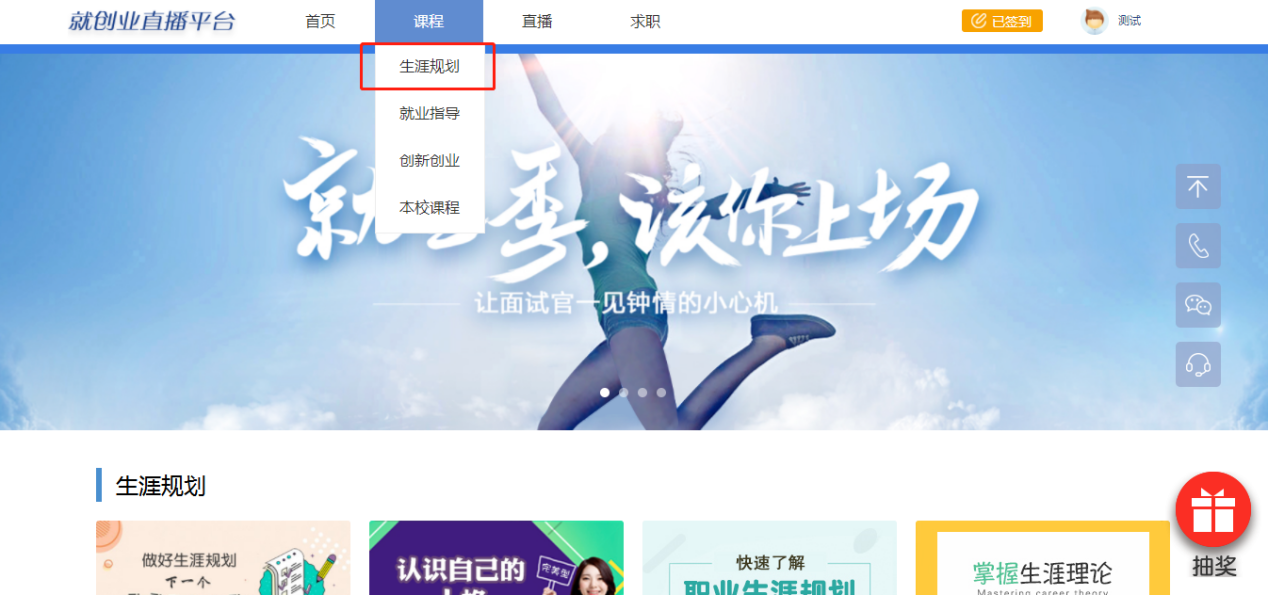 就创业直播平台
首页
课程
直播
求职
已签到
测试
生涯规划
就业指导
创新创业
本校课程
季,该你上场
让面试官一见钟情的小心机
生涯规划
做好生涯规划
下一个
认识自己的
完美型
快速了解
职业生涯规划
掌握生涯理论
Mastering career theory
抽奖